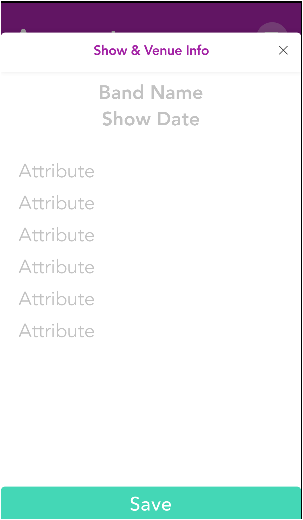 Show & Venue Info
Band Name
Show Date
Attribute
Attribute
Attribute
Attribute
Attribute
Attribute
Save